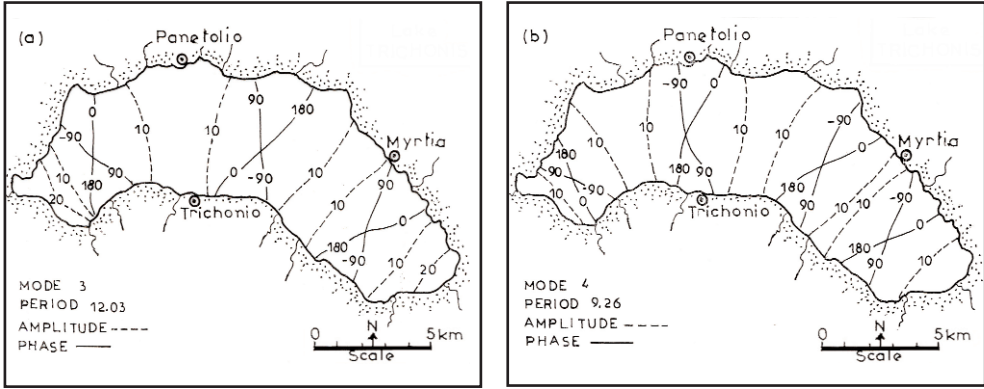 (a)
Panetolio
0
90
0
180
-90
10
10
10
Myrtia
10
90
180
20
0
-90
90
Trichonio
10
0
180
-90
10
20
MODE 3
PERIOD 12.03
AMPLITUDE ----
PHASE ——
N
0 5km
Scale
(b)
Panetolio
-90
0
-90
10
10
10
Myrtia
180
90
-90
10
0
180
90
0
10
180
90
10
10
-90
Trichonio
0
180
90
10
MODE 4
PERIOD 9.26
AMPLITUDE ----
PHASE ——
N
0 5km
Scale